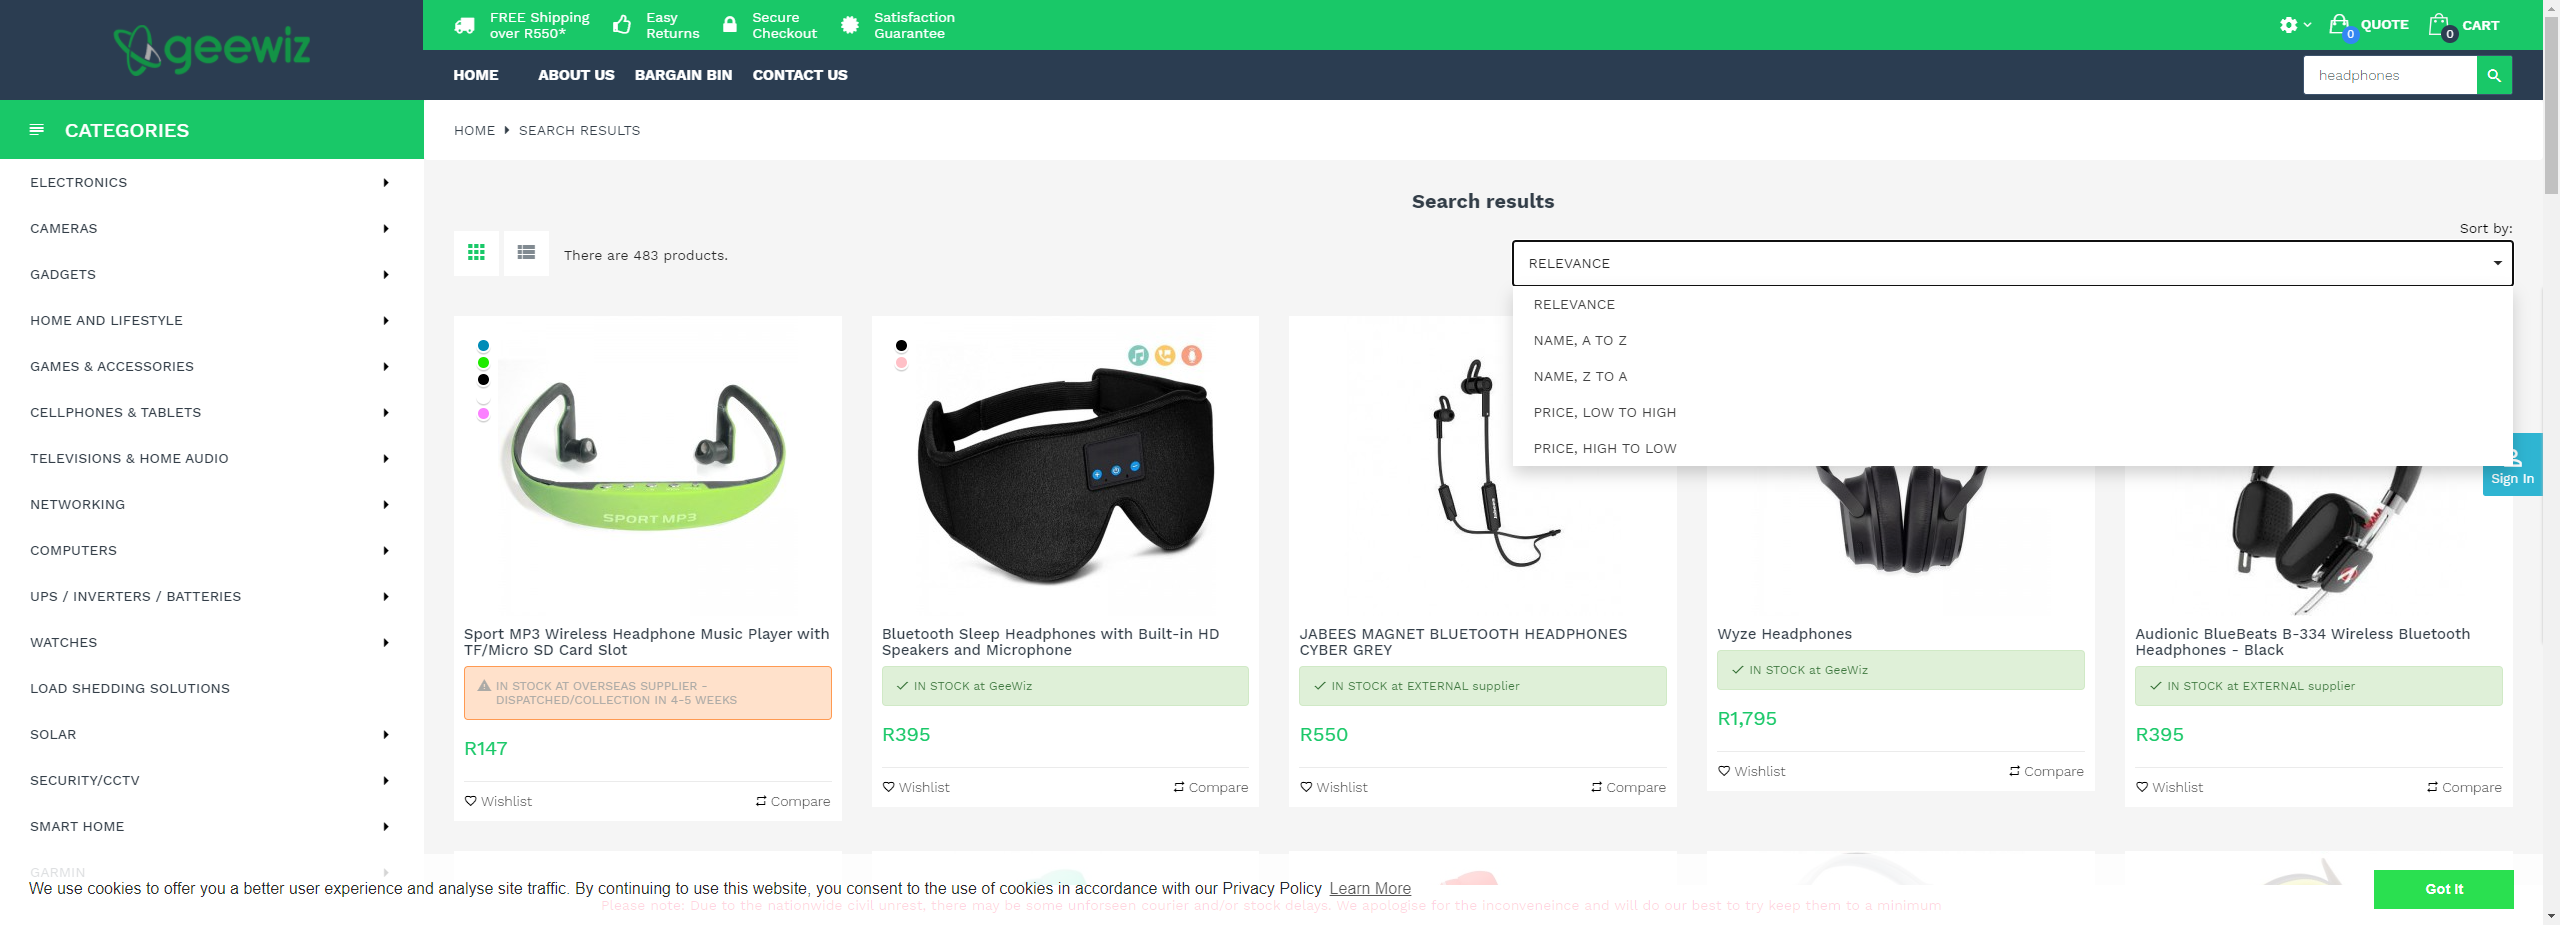 geewiz
FREE Shipping
over R550*
Easy
Returns
Secure
Checkout
Satisfaction
Guarantee
0
QUOTE
0
CART
HOME
ABOUT US
BARGAIN BIN
CONTACT US
headphones
CATEGORIES
HOME
SEARCH RESULTS
ELECTRONICS
CAMERAS
GADGETS
HOME AND LIFESTYLE
GAMES & ACCESSORIES
CELLPHONES & TABLETS
TELEVISIONS & HOME AUDIO
NETWORKING
COMPUTERS
UPS / INVERTERS / BATTERIES
WATCHES
LOAD SHEDDING SOLUTIONS
SOLAR
SECURITY/CCTV
SMART HOME
GARMIN
Search results
There are 483 products.
Sort by:
RELEVANCE
RELEVANCE
NAME, A TO Z
NAME, Z TO A
PRICE, LOW TO HIGH
PRICE, HIGH TO LOW
Sign In
SPORT MP3
Sport MP3 Wireless Headphone Music Player with
TF/Micro SD Card Slot
IN STOCK AT OVERSEAS SUPPLIER -
DISPATCHED/COLLECTION IN 4-5 WEEKS
R147
Wishlist
Compare
Bluetooth Sleep Headphones with Built-in HD
Speakers and Microphone
IN STOCK at GeeWiz
R395
Wishlist
Compare
JABEES MAGNET BLUETOOTH HEADPHONES
CYBER GREY
IN STOCK at EXTERNAL supplier
R550
Wishlist
Compare
Wyze Headphones
IN STOCK at GeeWiz
R1,795
Wishlist
Compare
Audionic BlueBeats B-334 Wireless Bluetooth
Headphones - Black
IN STOCK at EXTERNAL supplier
R395
Wishlist
Compare
We use cookies to offer you a better user experience and analyse site traffic. By continuing to use this website, you consent to the use of cookies in accordance with our Privacy Policy Learn More
Got It
Please note: Due to the nationwide civil unrest, there may be some unforseen courier and/or stock delays. We apologise for the inconveneince and will do our best to try keep them to a minimum